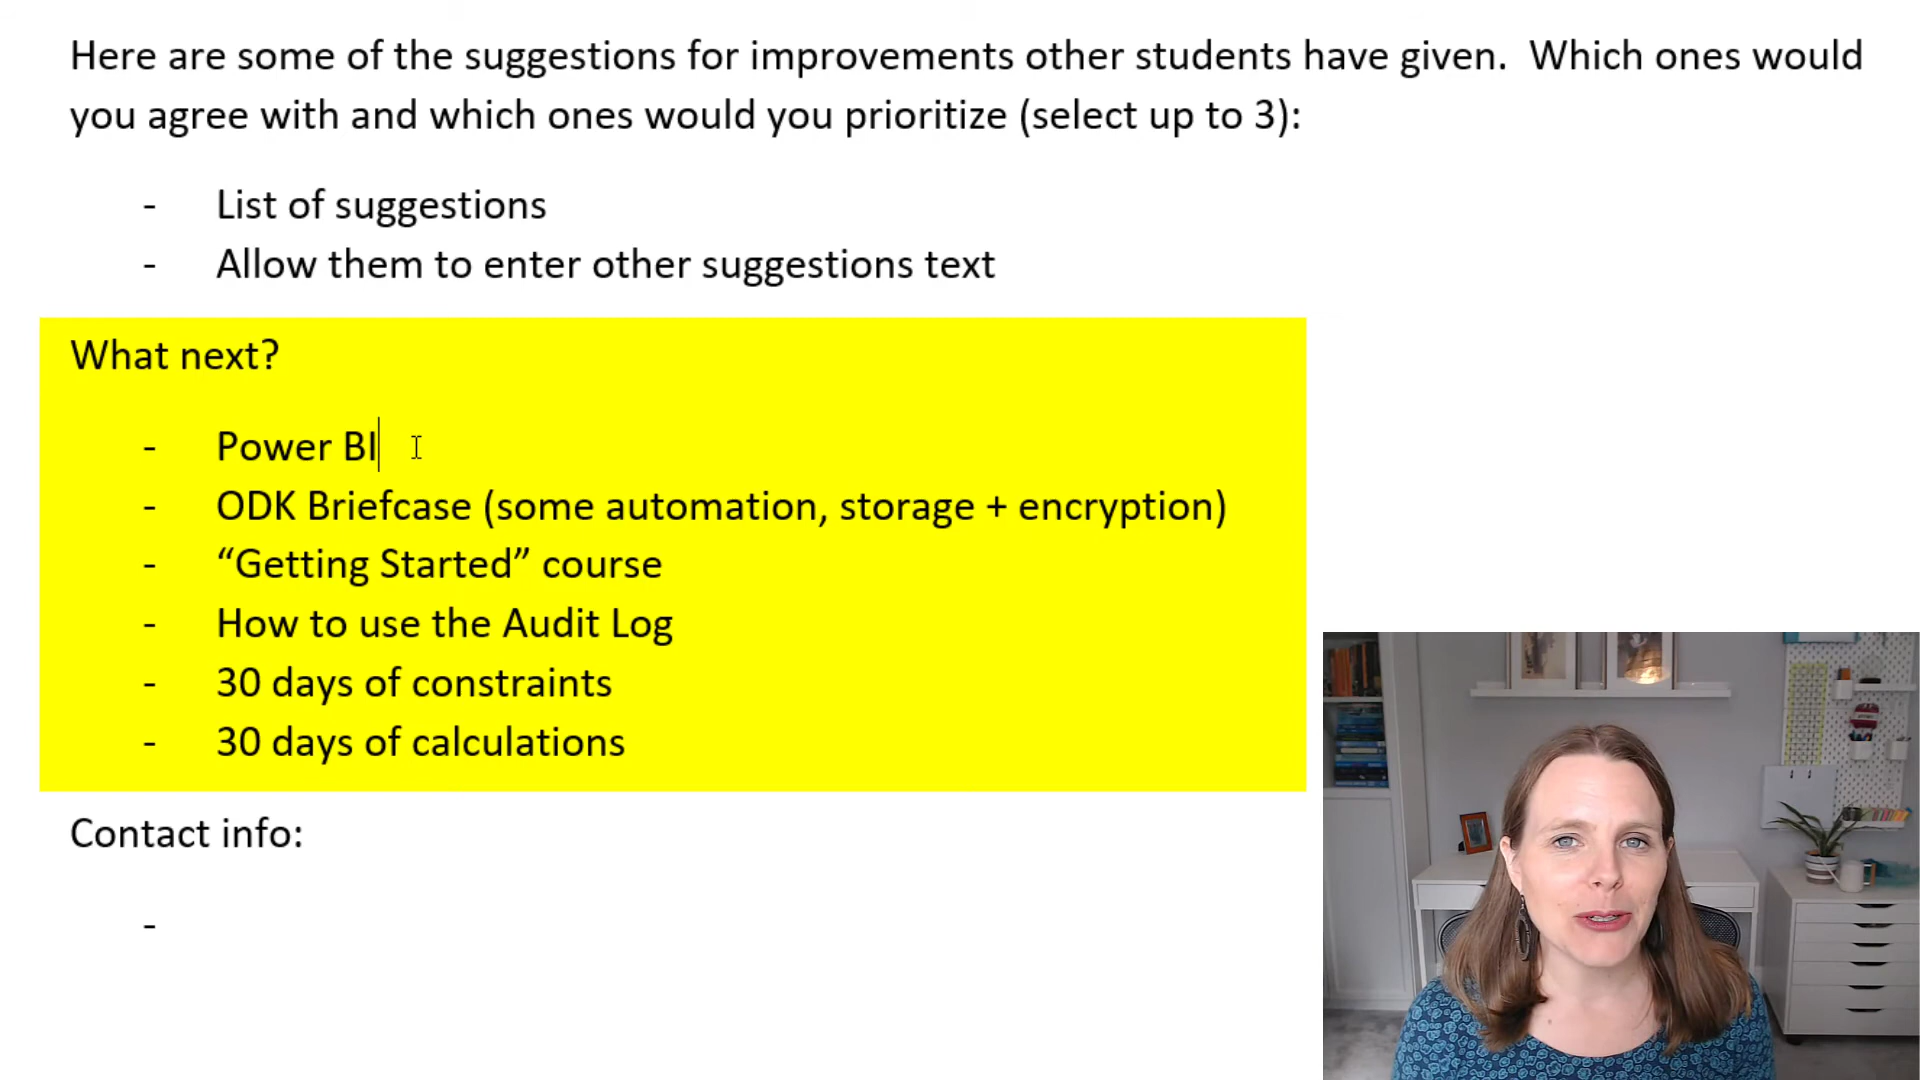 Here are some of the suggestions for improvements other students have given.  Which ones would
you agree with and which ones would you prioritize (select up to 3):
- List of suggestions
- Allow them to enter other suggestions text
What next?
- Power BI
- ODK Briefcase (some automation, storage + encryption)
- “Getting Started” course
- How to use the Audit Log
- 30 days of constraints
- 30 days of calculations
Contact info:
-